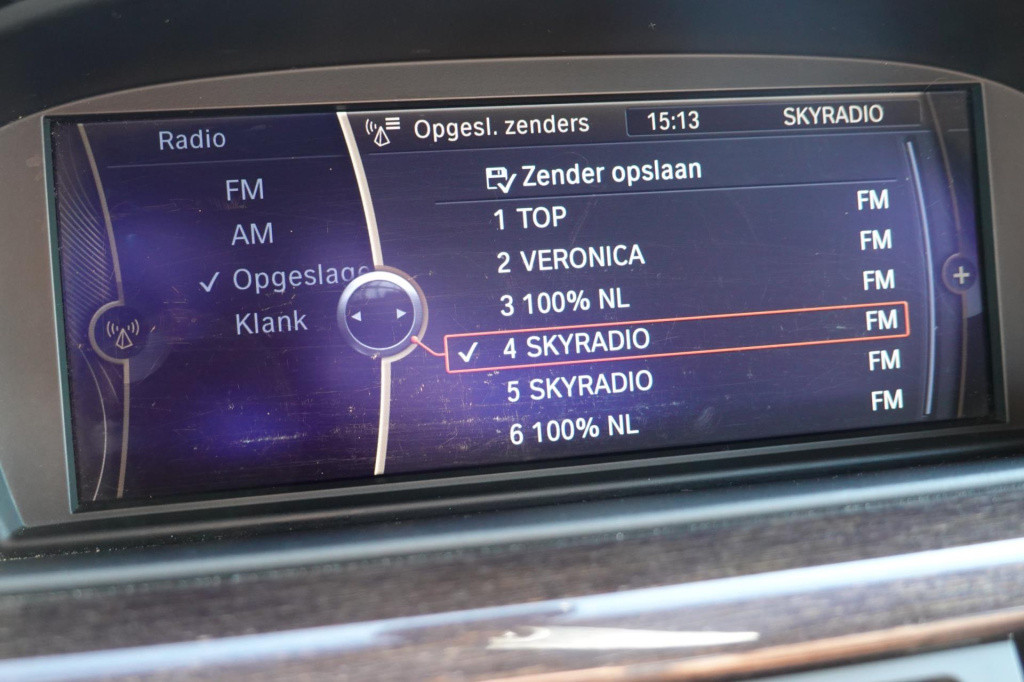 Radio
FM
AM
✓ Opgeslage
Klank
Opgesl. zenders 15:13 SKYRADIO
Zender opslaan
1 TOP FM
2 VERONICA FM
3 100% NL FM
✓ 4 SKYRADIO FM
5 SKYRADIO FM
6 100% NL FM